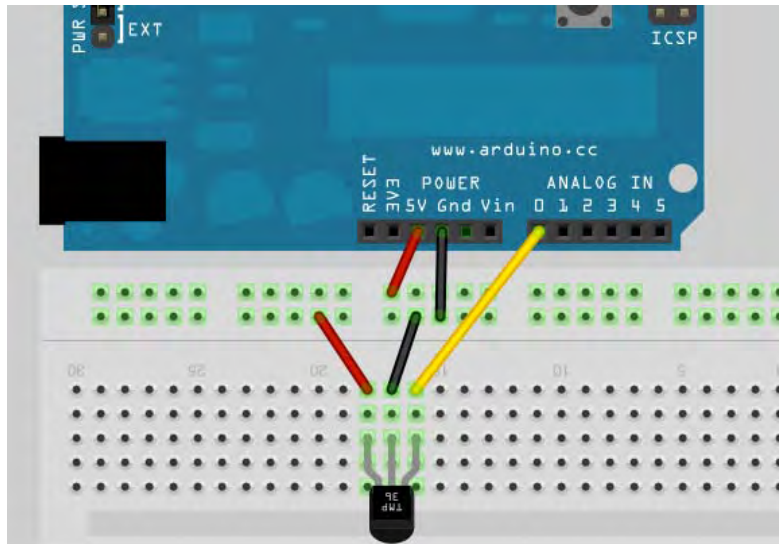 PWR
EXT
ICSP
www.arduino.cc
RESET
3V3
POWER
5V Gnd Vin
ANALOG IN
0 1 2 3 4 5
30 25 20 15 10 5
TMP
36